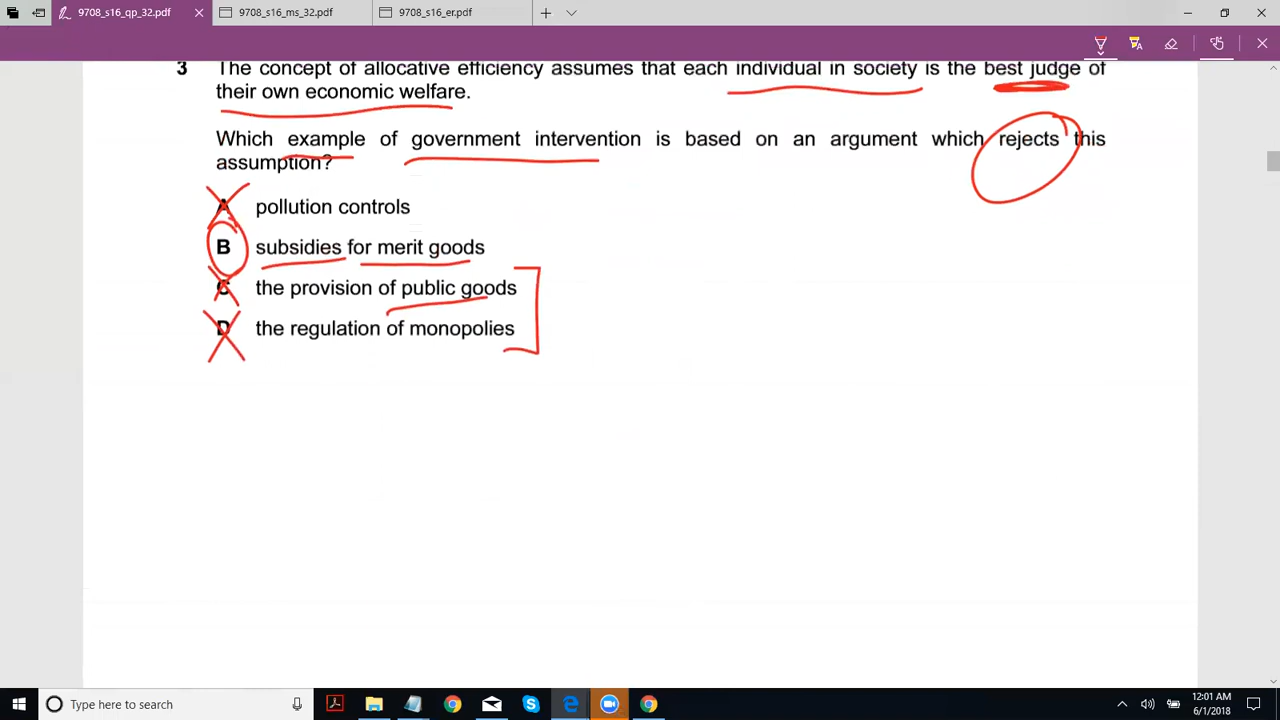 9708_s16_qp_32.pdf
9708_s16_ms_32.pdf
9708_s16_er.pdf
3 The concept of allocative efficiency assumes that each individual in society is the best judge of
their own economic welfare.
Which example of government intervention is based on an argument which rejects this
assumption?
A pollution controls
B subsidies for merit goods
C the provision of public goods
D the regulation of monopolies
Type here to search
12:01 AM
6/1/2018